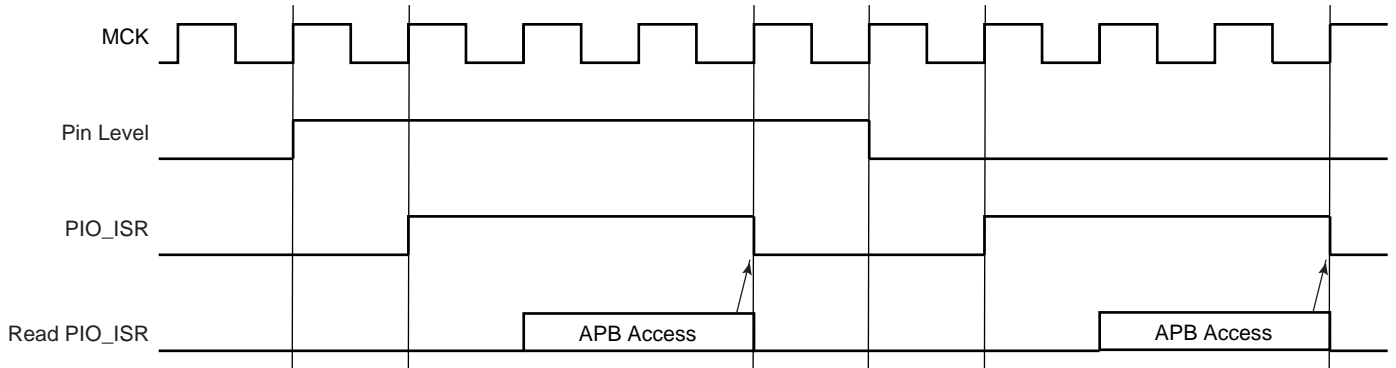 MCK
Pin Level
PIO_ISR
Read PIO_ISR
APB Access
APB Access